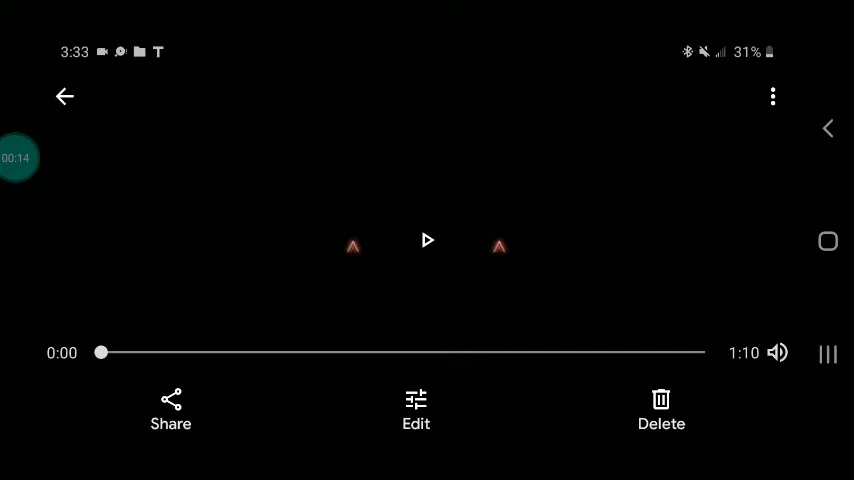 3:33 T 31%
00:14
A A
0:00 1:10
Share Edit Delete